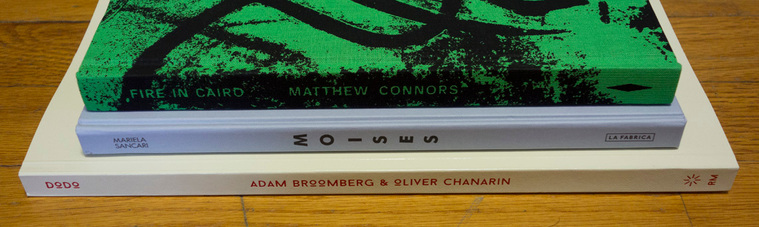 FIRE IN CAIRO MATTHEW CONNORS
MARIELA
SANCARI
MOISES
LA FABRICA
DODO ADAM BROOMBERG & OLIVER CHANARIN RM